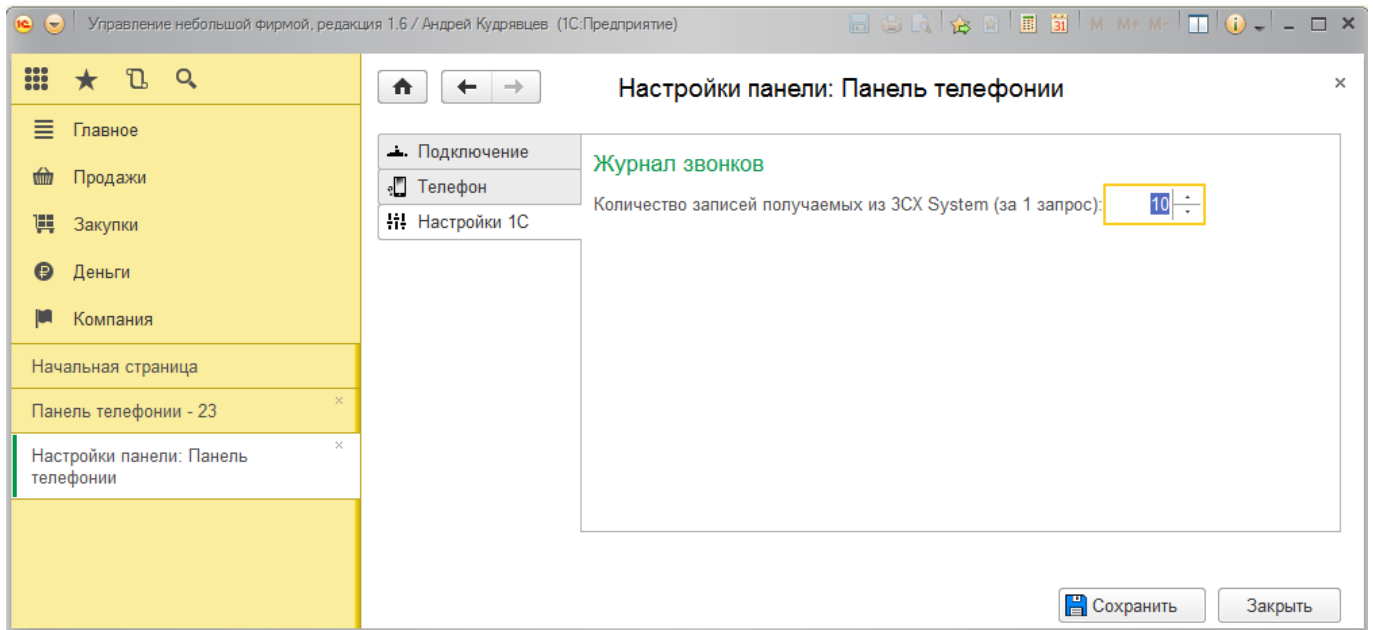 Управление небольшой фирмой, редакция 1.6 / Андрей Кудрявцев (1С:Предприятие)
31 M M+ M-
Главное
Продажи
Закупки
Деньги
Компания
Начальная страница
Панель телефонии - 23
Настройки панели: Панель
телефонии
Настройки панели: Панель телефонии
Подключение
Телефон
Настройки 1С
Журнал звонков
Количество записей получаемых из 3CX System (за 1 запрос): 10
Сохранить
Закрыть